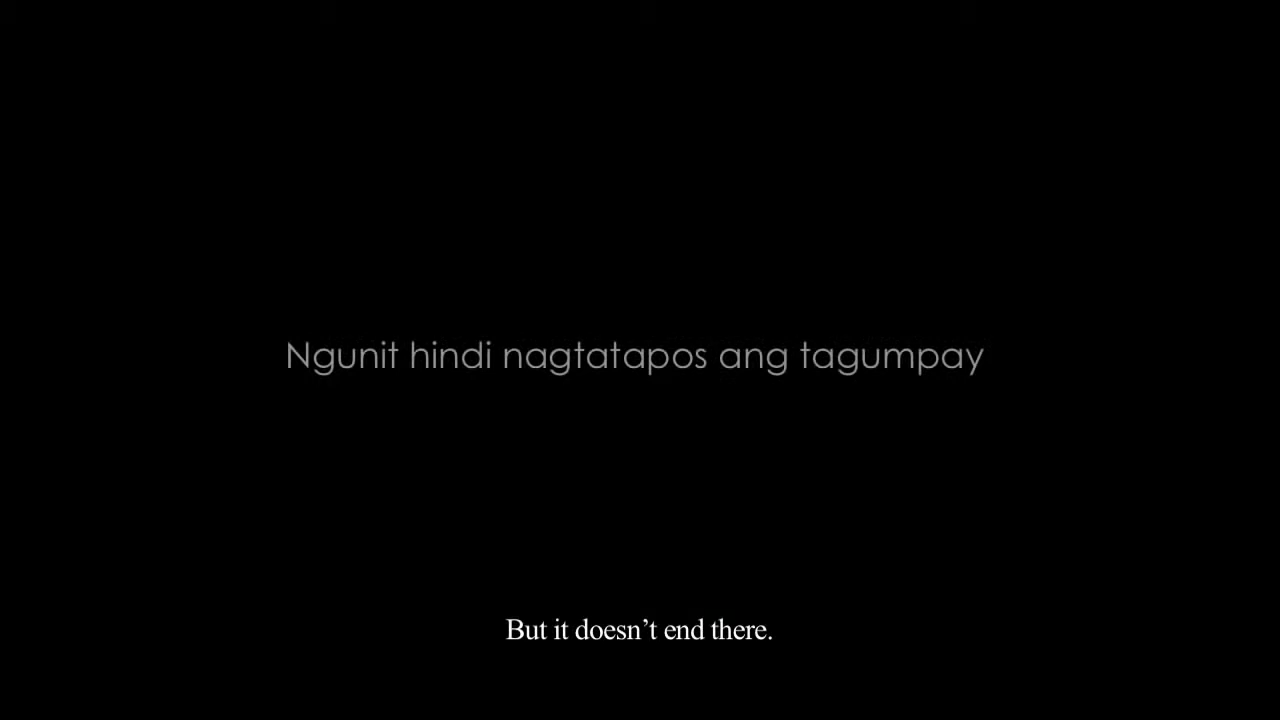 Ngunit hindi nagtatapos ang tagumpay
But it doesn’t end there.